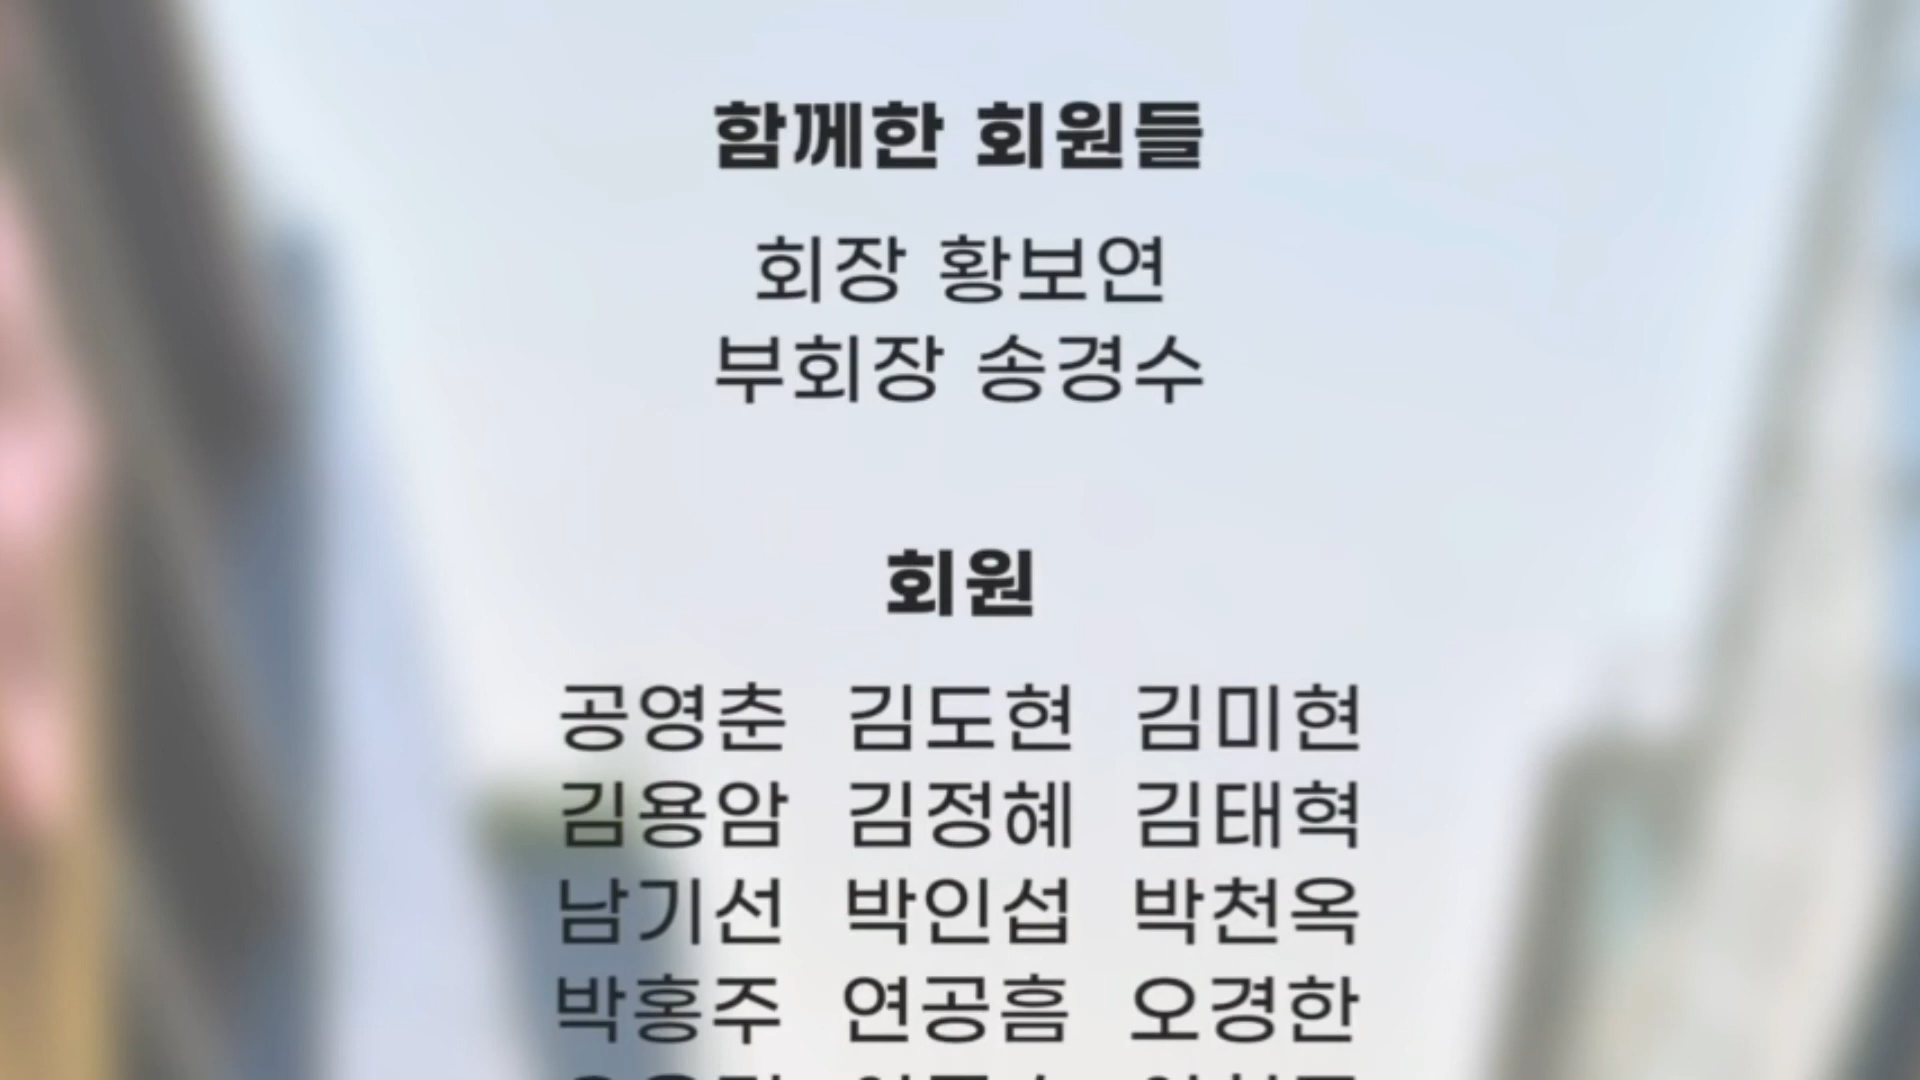 함께한 회원들
회장 황보연
부회장 송경수
회원
공영춘 김도현 김미현
김용암 김정혜 김태혁
남기선 박인섭 박천옥
박홍주 연공흠 오경한